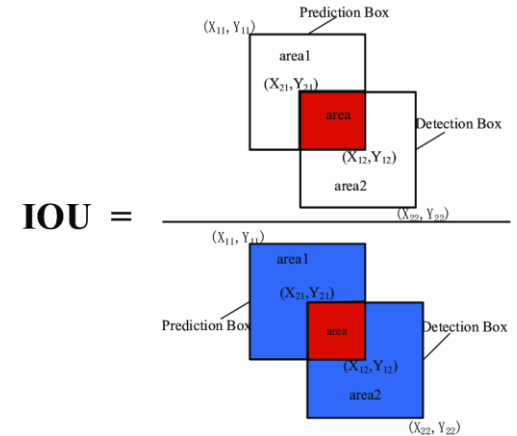 Prediction Box
(X11, Y11)
area1
(X21,Y21)
area
Detection Box
(X12,Y12)
area2
(X22, Y22)
IOU =
(X11, Y11)
area1
(X21,Y21)
Prediction Box
area
Detection Box
(X12,Y12)
area2
(X22, Y22)